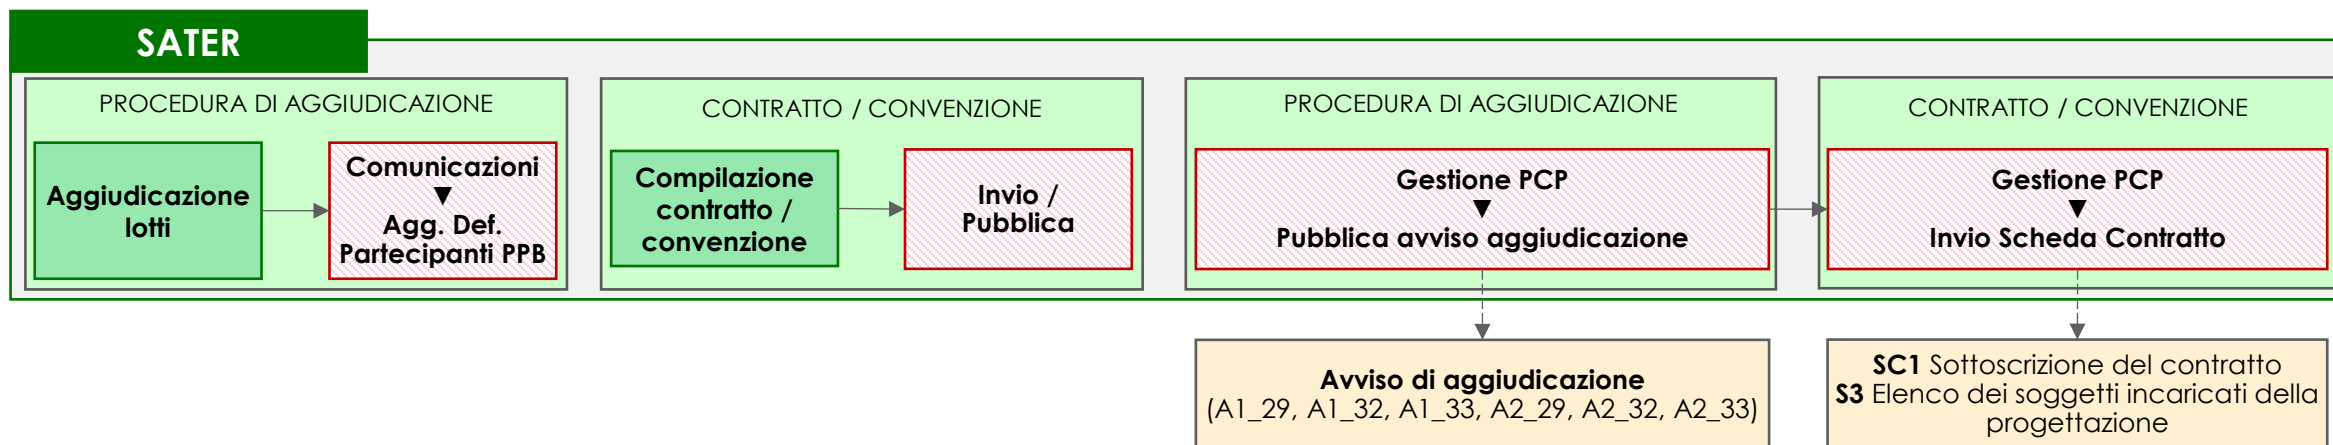 SATER
PROCEDURA DI AGGIUDICAZIONE
Aggiudicazione
lotti
Comunicazioni
▼
Agg. Def.
Partecipanti PPB
CONTRATTO / CONVENZIONE
Compilazione
contratto /
convenzione
Invio /
Pubblica
PROCEDURA DI AGGIUDICAZIONE
Gestione PCP
▼
Pubblica avviso aggiudicazione
CONTRATTO / CONVENZIONE
Gestione PCP
▼
Invio Scheda Contratto
Avviso di aggiudicazione
(A1_29, A1_32, A1_33, A2_29, A2_32, A2_33)
SC1 Sottoscrizione del contratto
S3 Elenco dei soggetti incaricati della
progettazione